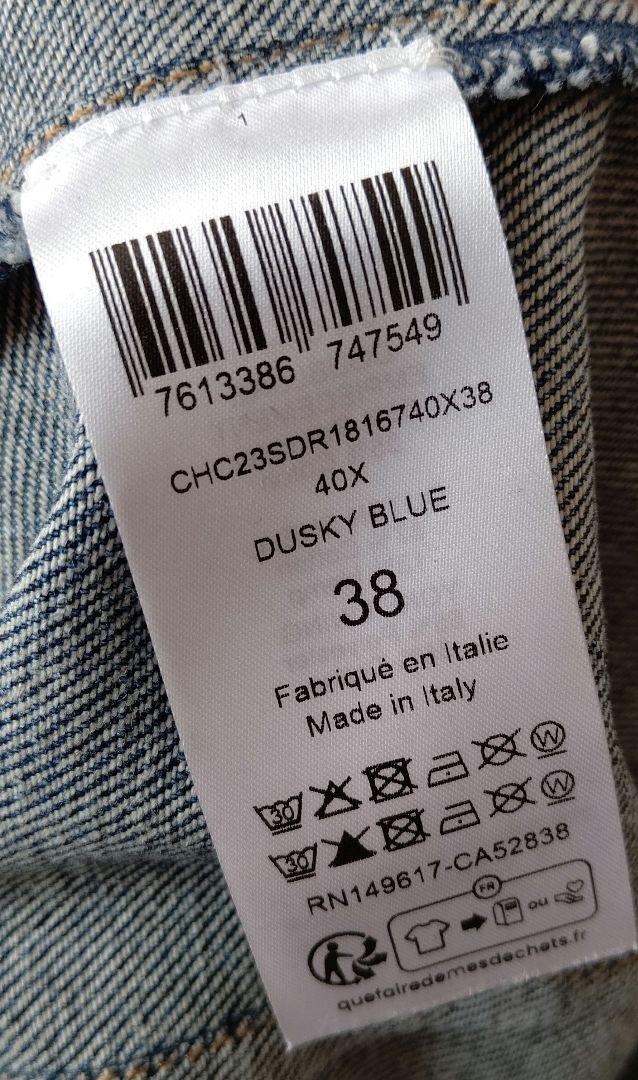 1
7613386 747549
CHC23SDR1816740X38
40X
DUSKY BLUE
38
Fabriqué en Italie
Made in Italy
30 W
30 W
RN149617-CA52838
FR
ou
quefairedemesdechets.fr